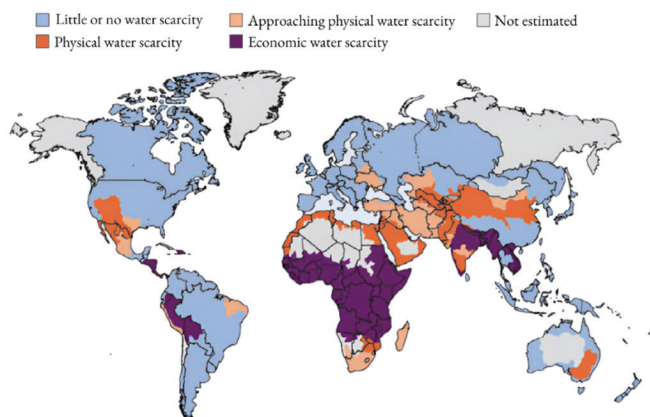 Little or no water scarcity
Approaching physical water scarcity
Not estimated
Physical water scarcity
Economic water scarcity